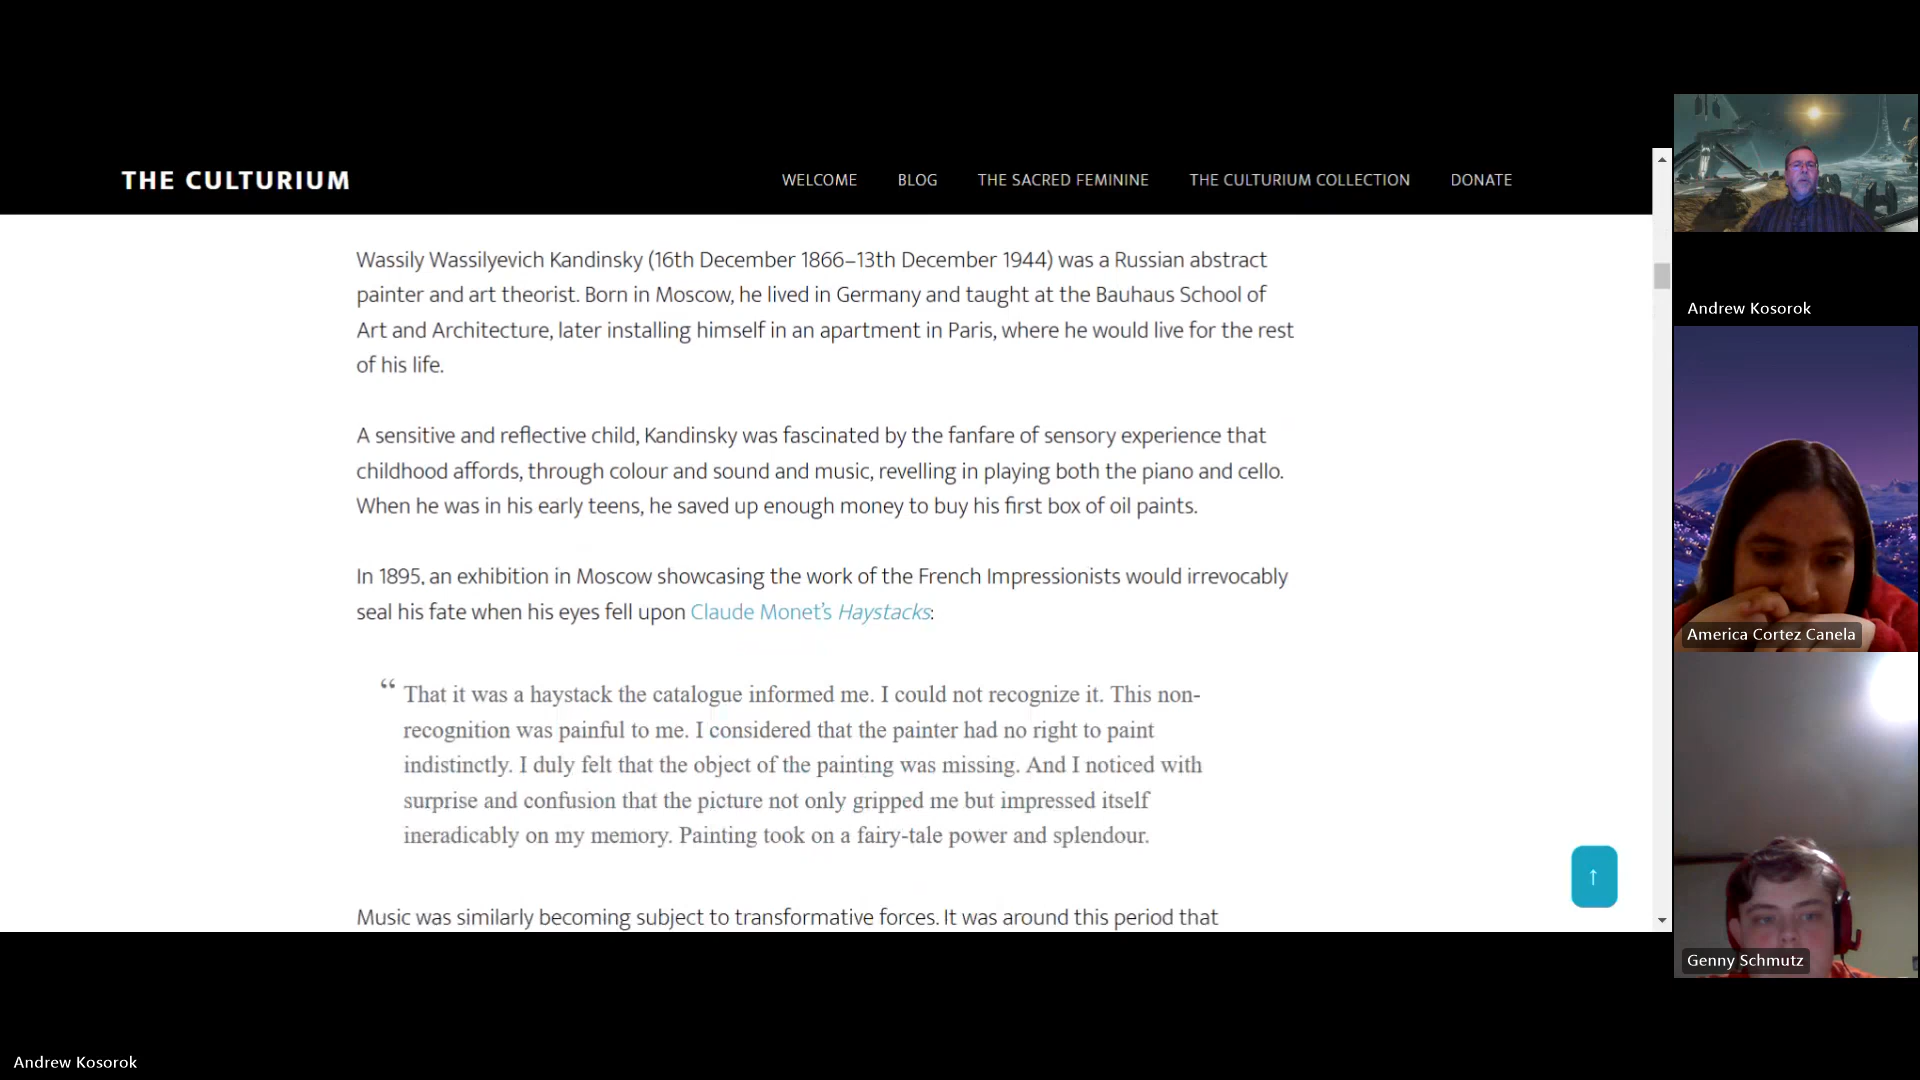 THE CULTURIUM
WELCOME BLOG THE SACRED FEMININE THE CULTURIUM COLLECTION DONATE
Wassily Wassilyevich Kandinsky (16th December 1866–13th December 1944) was a Russian abstract
painter and art theorist. Born in Moscow, he lived in Germany and taught at the Bauhaus School of
Art and Architecture, later installing himself in an apartment in Paris, where he would live for the rest
of his life.
A sensitive and reflective child, Kandinsky was fascinated by the fanfare of sensory experience that
childhood affords, through colour and sound and music, revelling in playing both the piano and cello.
When he was in his early teens, he saved up enough money to buy his first box of oil paints.
In 1895, an exhibition in Moscow showcasing the work of the French Impressionists would irrevocably
seal his fate when his eyes fell upon Claude Monet’s Haystacks:
“ That it was a haystack the catalogue informed me. I could not recognize it. This non-
recognition was painful to me. I considered that the painter had no right to paint
indistinctly. I duly felt that the object of the painting was missing. And I noticed with
surprise and confusion that the picture not only gripped me but impressed itself
ineradicably on my memory. Painting took on a fairy-tale power and splendour.
↑
Music was similarly becoming subject to transformative forces. It was around this period that
Andrew Kosorok
America Cortez Canela
Genny Schmutz
Andrew Kosorok